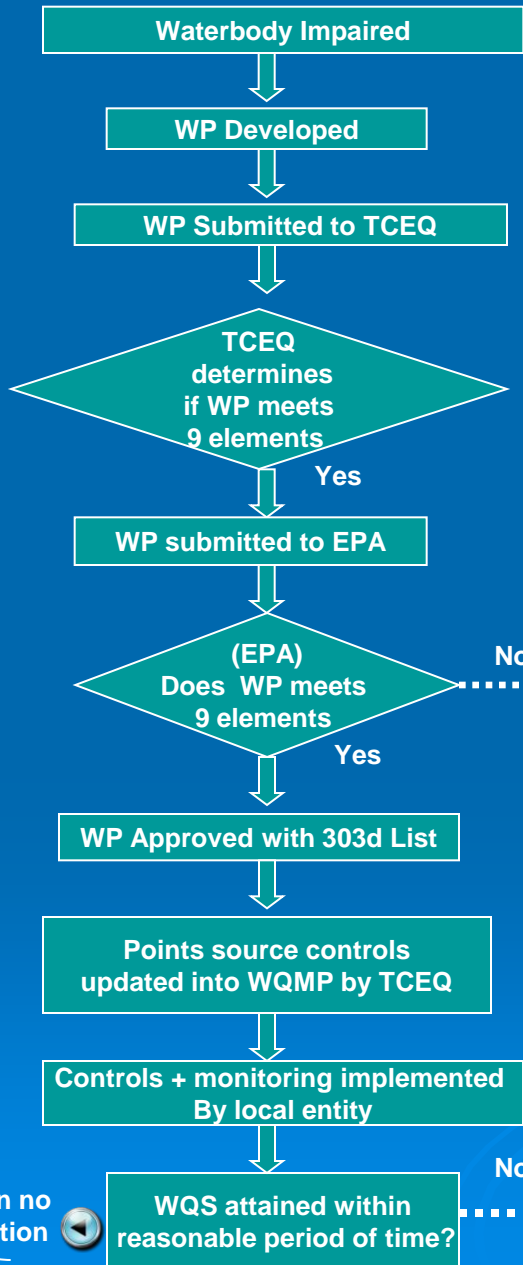 Waterbody Impaired
WP Developed
WP Submitted to TCEQ
TCEQ
determines
if WP meets
9 elements
Yes
WP submitted to EPA
(EPA)
Does WP meets
9 elements
No
Yes
WP Approved with 303d List
Points source controls
updated into WQMP by TCEQ
Controls + monitoring implemented
By local entity
No
WQS attained within
reasonable period of time?
no